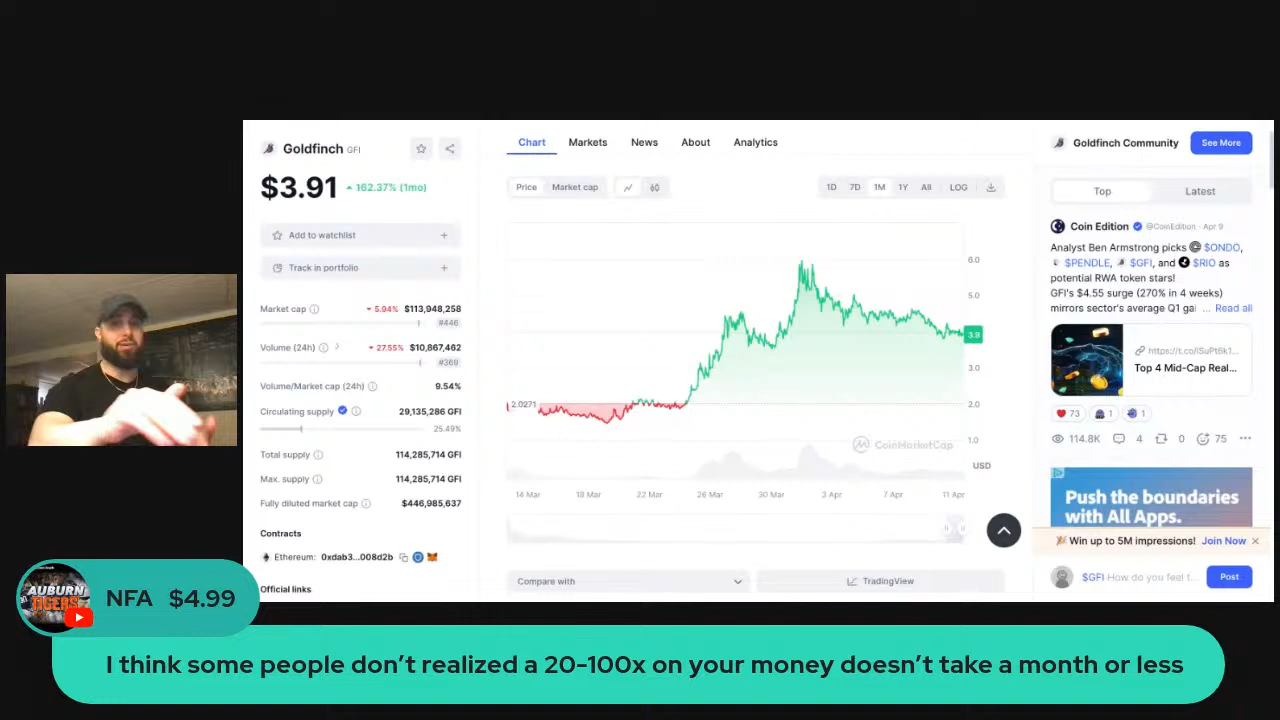 Goldfinch GFI
$3.91 162.37% (1mo)
Add to watchlist +
Track in portfolio +
Market cap 5.94% $113,948,258
#446
Volume (24h) 27.55% $10,867,462
#369
Volume/Market cap (24h) 9.54%
Circulating supply 29,135,286 GFI
25.49%
Total supply 114,285,714 GFI
Max. supply 114,285,714 GFI
Fully diluted market cap $446,985,637
Contracts
Ethereum: 0xdab3...008d2b
Official links
Chart Markets News About Analytics
Price Market cap
1D 7D 1M 1Y All LOG
6.0
5.0
3.9
3.0
2.0271 2.0
1.0
CoinMarketCap
USD
14 Mar 18 Mar 22 Mar 26 Mar 30 Mar 3 Apr 7 Apr 11 Apr
Compare with
TradingView
Goldfinch Community See More
Top Latest
Coin Edition @CoinEdition · Apr 9
Analyst Ben Armstrong picks $ONDO,
$PENDLE, $GFI, and $RIO as
potential RWA token stars!
GFI's $4.55 surge (270% in 4 weeks)
mirrors sector's average Q1 gai ... Read all
https://t.co/lSuPt6k1...
Top 4 Mid-Cap Real...
73 1 1
114.8K 4 0 75
Push the boundaries
with All Apps.
Win up to 5M impressions! Join Now ×
$GFI How do you feel t... Post
AUBURN
TIGERS
NFA $4.99
I think some people don't realized a 20-100x on your money doesn't take a month or less